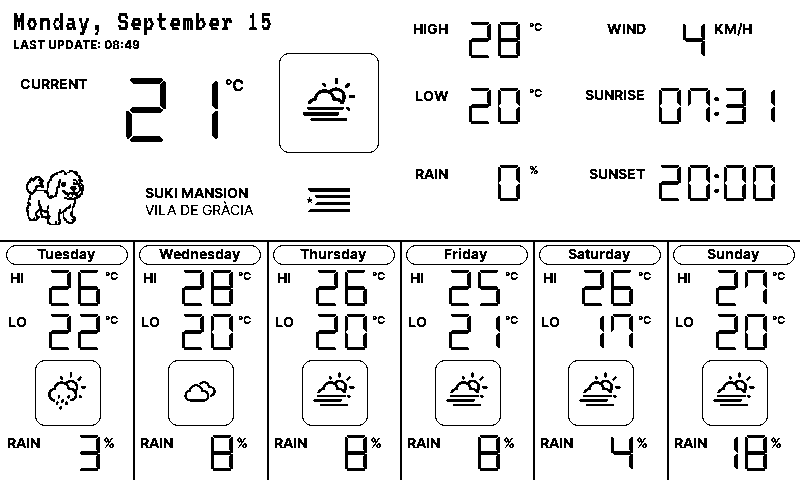 Monday, September 15
LAST UPDATE: 08:49
CURRENT 21 °C
HIGH 28 °C
LOW 20 °C
RAIN 0 %
WIND 4 KM/H
SUNRISE 07:31
SUNSET 20:00
SUKI MANSION
VILA DE GRÀCIA
Tuesday
HI 26 °C
LO 22 °C
RAIN 3 %
Wednesday
HI 28 °C
LO 20 °C
RAIN 8 %
Thursday
HI 26 °C
LO 20 °C
RAIN 8 %
Friday
HI 25 °C
LO 21 °C
RAIN 8 %
Saturday
HI 26 °C
LO 17 °C
RAIN 4 %
Sunday
HI 27 °C
LO 20 °C
RAIN 18 %